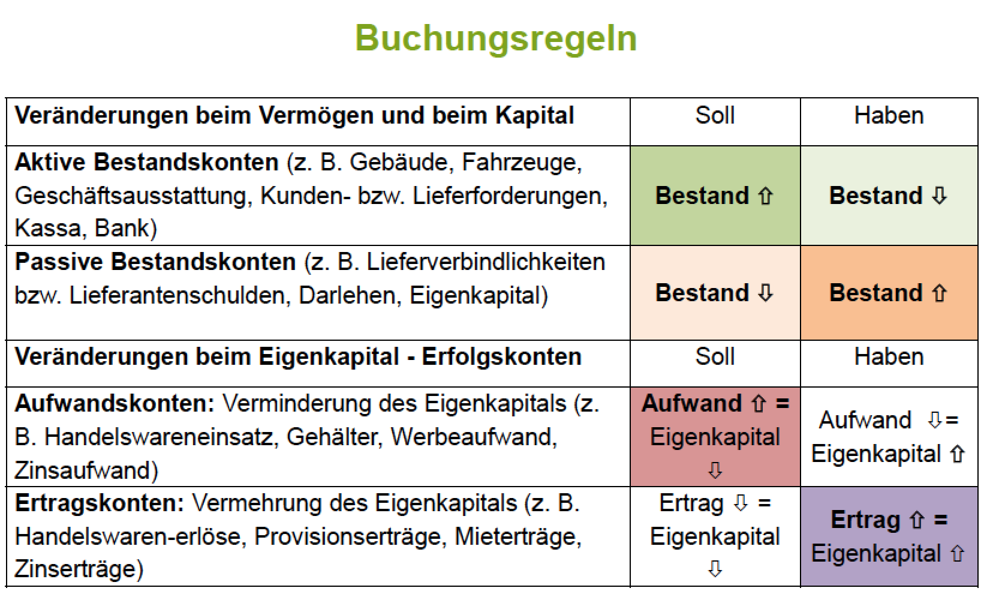 Buchungsregeln
Veränderungen beim Vermögen und beim Kapital
Soll
Haben
Aktive Bestandskonten (z. B. Gebäude, Fahrzeuge,
Geschäftsausstattung, Kunden- bzw. Lieferforderungen,
Kassa, Bank)
Bestand ⇧
Bestand ⇩
Passive Bestandskonten (z. B. Lieferverbindlichkeiten
bzw. Lieferantenschulden, Darlehen, Eigenkapital)
Bestand ⇩
Bestand ⇧
Veränderungen beim Eigenkapital - Erfolgskonten
Soll
Haben
Aufwandskonten: Verminderung des Eigenkapitals (z.
B. Handelswareneinsatz, Gehälter, Werbeaufwand,
Zinsaufwand)
Aufwand ⇧ =
Eigenkapital
⇩
Aufwand ⇩=
Eigenkapital ⇧
Ertragskonten: Vermehrung des Eigenkapitals (z. B.
Handelswaren-erlöse, Provisionserträge, Mieterträge,
Zinserträge)
Ertrag ⇩ =
Eigenkapital
⇩
Ertrag ⇧ =
Eigenkapital ⇧